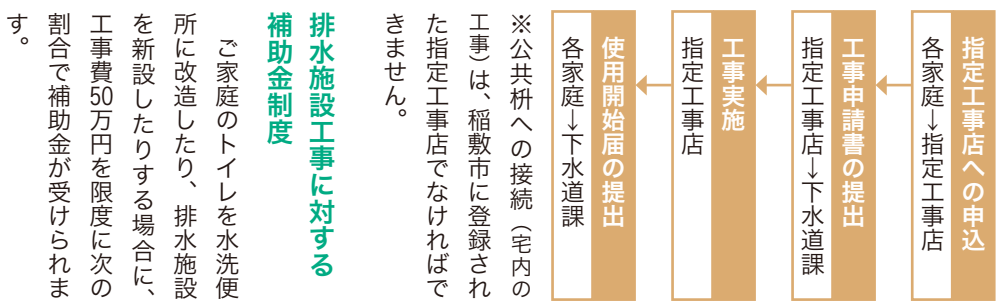 指定工事店への申込
各家庭→指定工事店
工事申請書の提出
指定工事店→下水道課
工事実施
指定工事店
使用開始届の提出
各家庭→下水道課
※公共枡への接続（宅内の
工事）は、稲敷市に登録され
た指定工事店でなければで
きません。
排水施設工事に対する
補助金制度
ご家庭のトイレを水洗便
所に改造したり、排水施設
を新設したりする場合に、
工事費50万円を限度に次の
割合で補助金が受けられま
す。